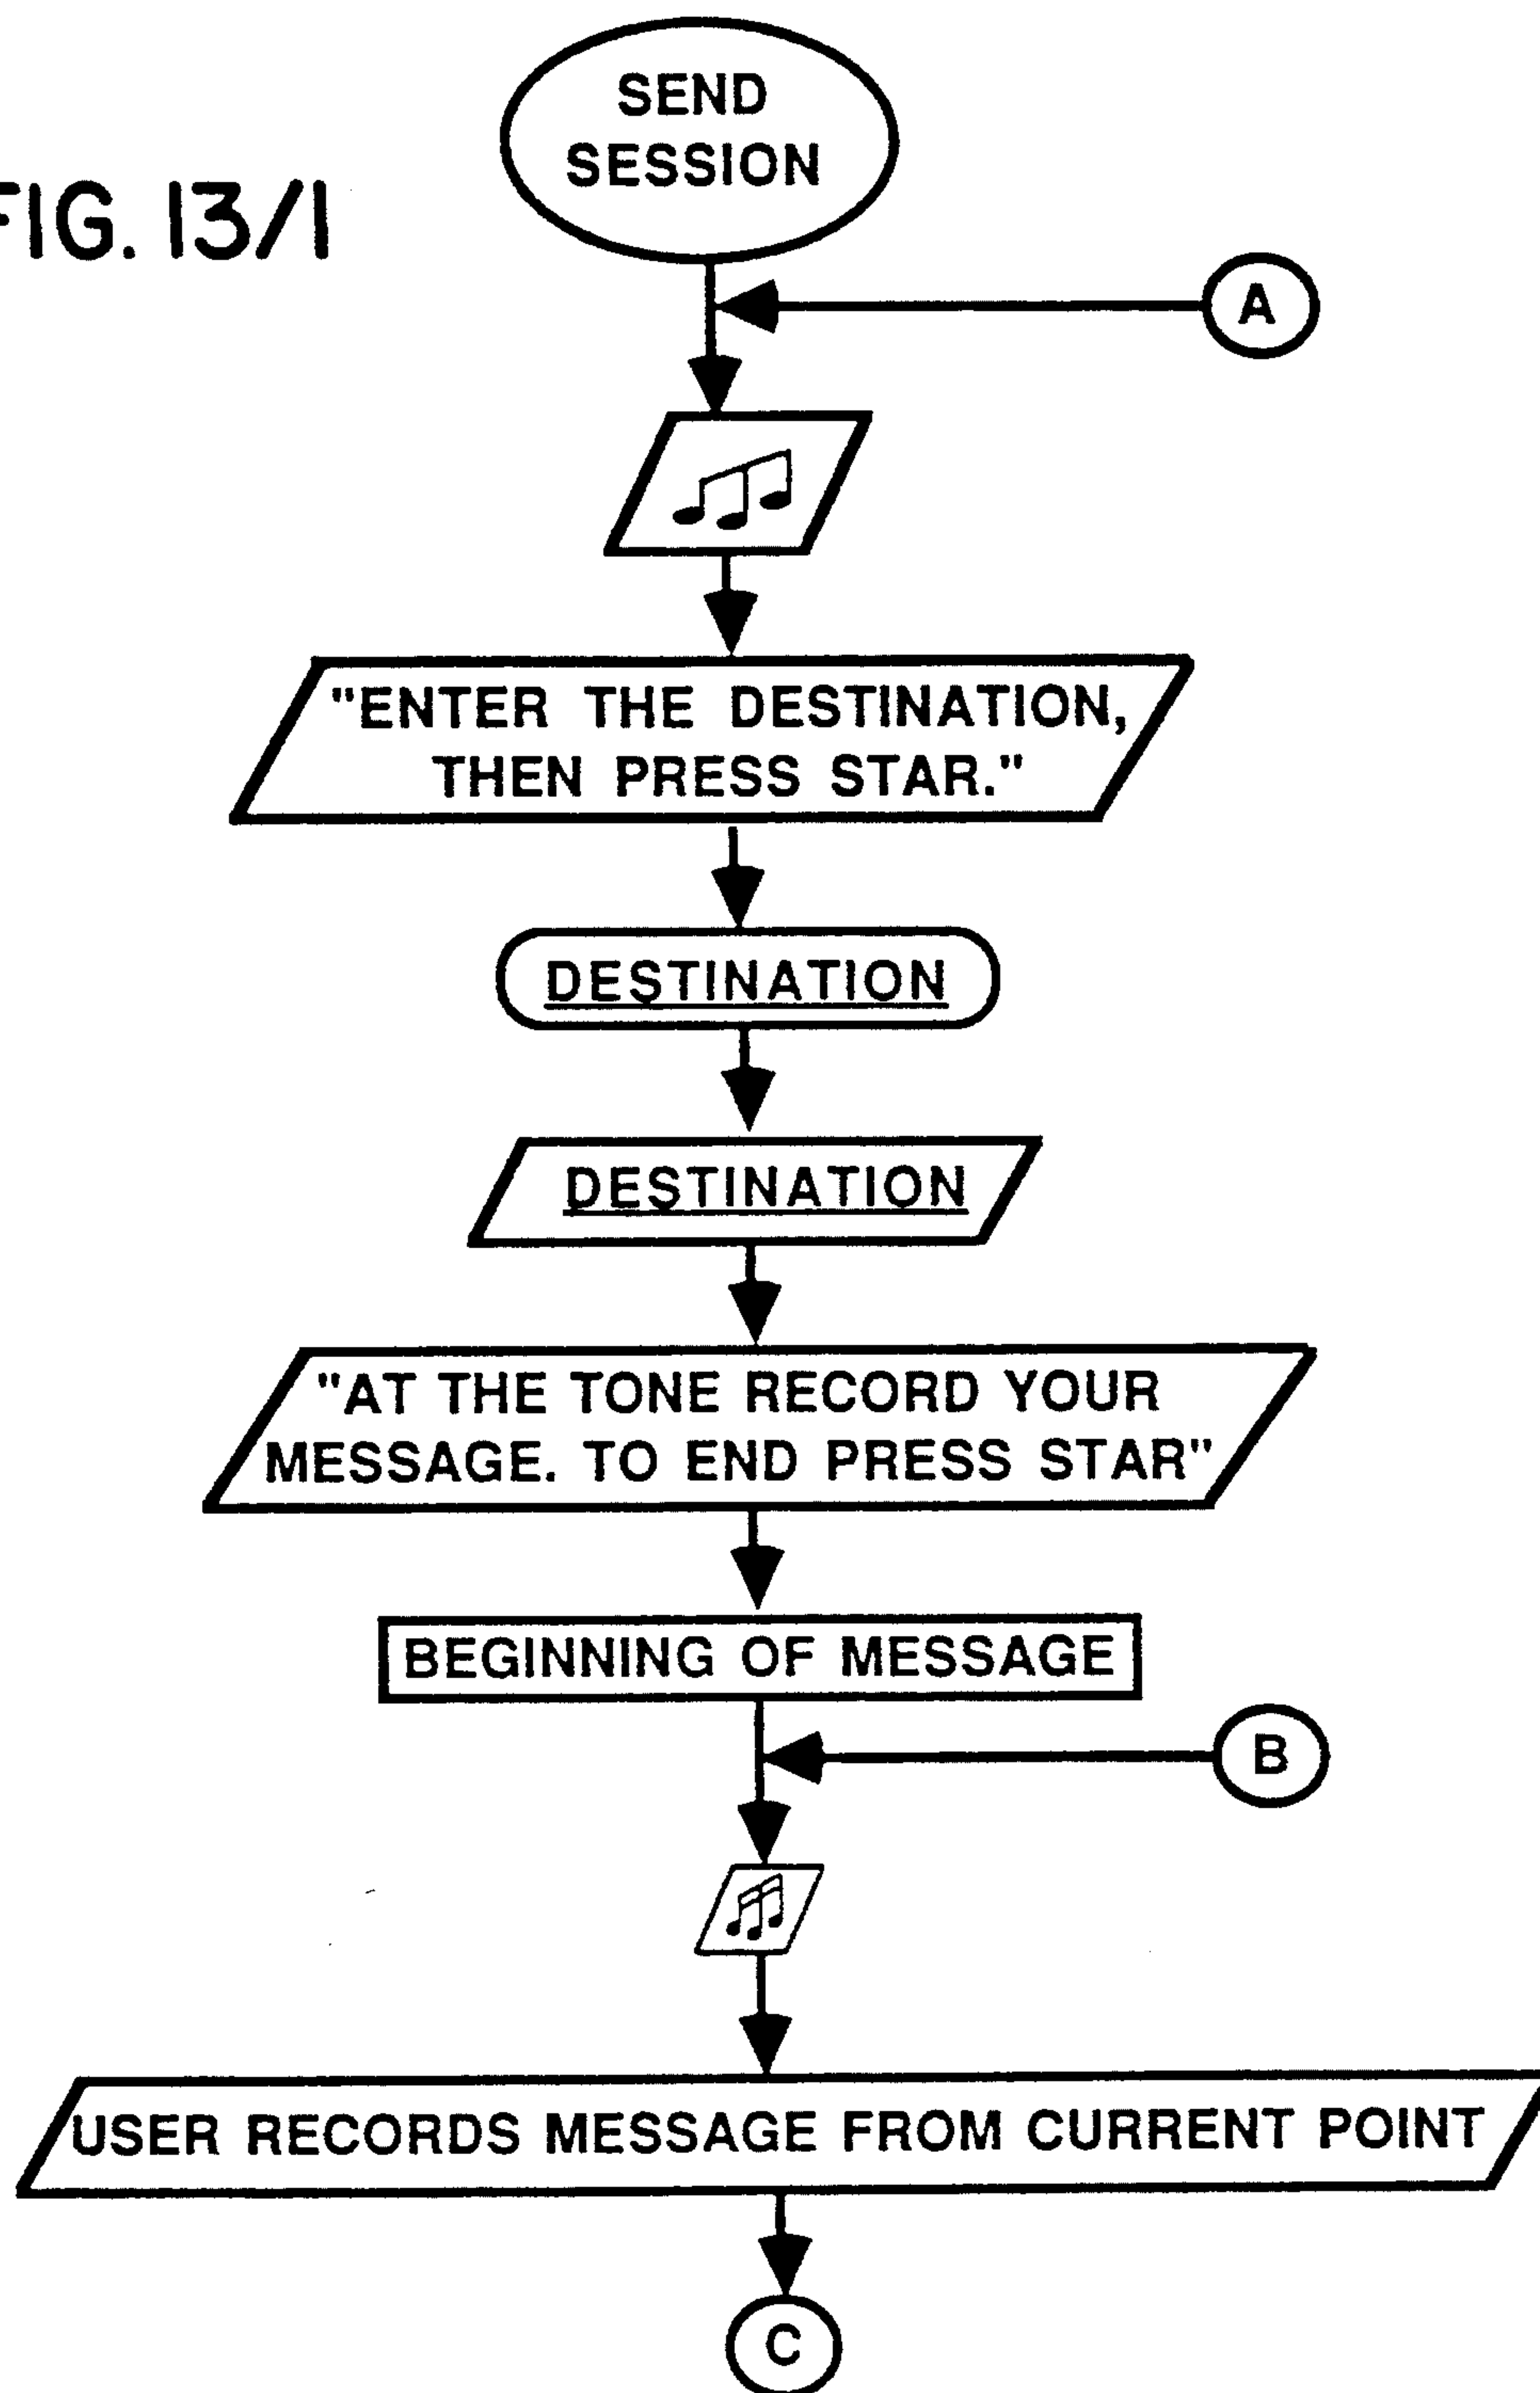 SEND
SESSION
FIG. 13/1
A
"ENTER THE DESTINATION,
THEN PRESS STAR."
DESTINATION
DESTINATION
"AT THE TONE RECORD YOUR
MESSAGE. TO END PRESS STAR"
BEGINNING OF MESSAGE
B
USER RECORDS MESSAGE FROM CURRENT POINT
C